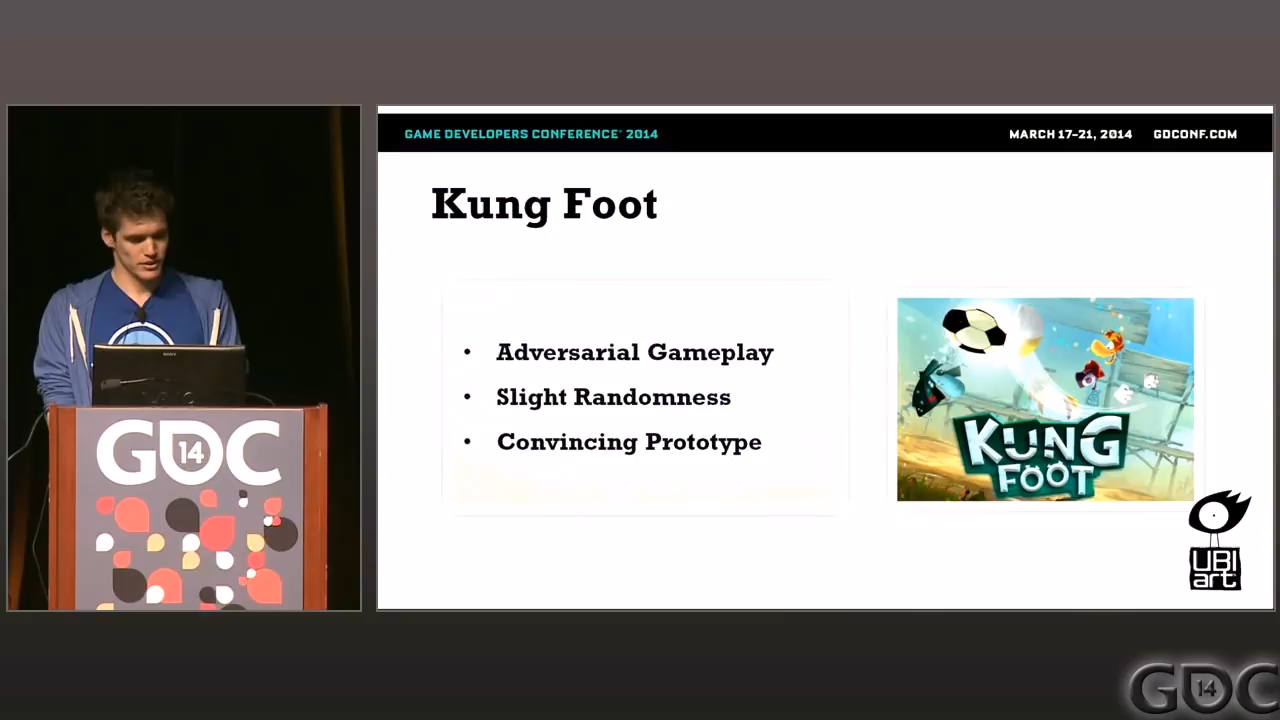 GAME DEVELOPERS CONFERENCE® 2014
MARCH 17-21, 2014 GDCONF.COM
Kung Foot
• Adversarial Gameplay
• Slight Randomness
• Convincing Prototype
KUNG
FOOT
UBI
art
SONY
GDC
14
GDC
14